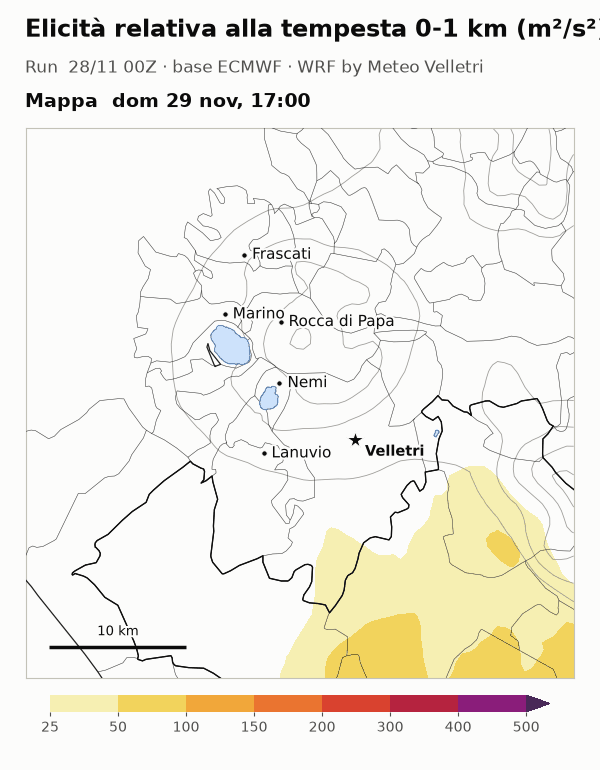 Elicità relativa alla tempesta 0-1 km (m²/s²)
Run 28/11 00Z · base ECMWF · WRF by Meteo Velletri
Mappa dom 29 nov, 17:00
Frascati
Marino
Rocca di Papa
Nemi
Velletri
Lanuvio
10 km
25 50 100 150 200 300 400 500